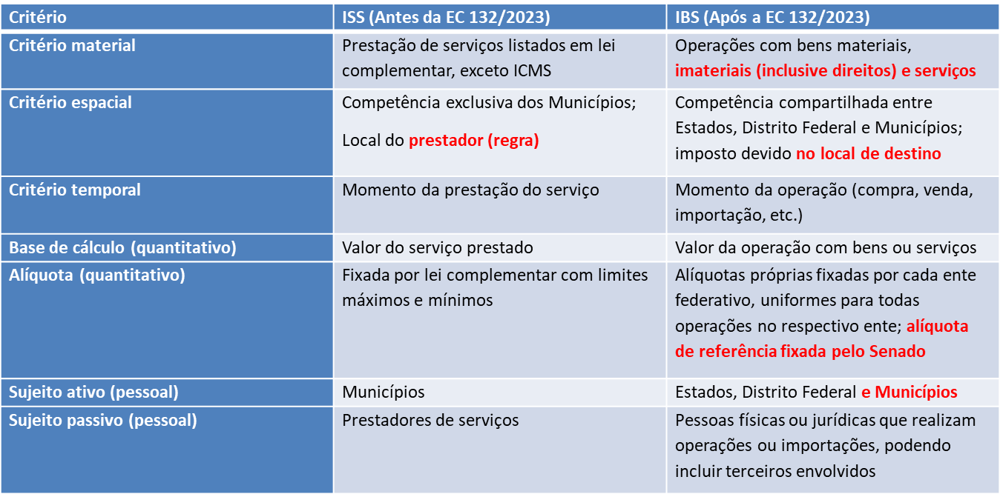 Critério
ISS (Antes da EC 132/2023)
IBS (Após a EC 132/2023)
Critério material
Prestação de serviços listados em lei
complementar, exceto ICMS
Operações com bens materiais,
imateriais (inclusive direitos) e serviços
Critério espacial
Competência exclusiva dos Municípios;
Local do prestador (regra)
Competência compartilhada entre
Estados, Distrito Federal e Municípios;
imposto devido no local de destino
Critério temporal
Momento da prestação do serviço
Momento da operação (compra, venda,
importação, etc.)
Base de cálculo (quantitativo)
Valor do serviço prestado
Valor da operação com bens ou serviços
Alíquota (quantitativo)
Fixada por lei complementar com limites
máximos e mínimos
Alíquotas próprias fixadas por cada ente
federativo, uniformes para todas
operações no respectivo ente; alíquota
de referência fixada pelo Senado
Sujeito ativo (pessoal)
Municípios
Estados, Distrito Federal e Municípios
Sujeito passivo (pessoal)
Prestadores de serviços
Pessoas físicas ou jurídicas que realizam
operações ou importações, podendo
incluir terceiros envolvidos